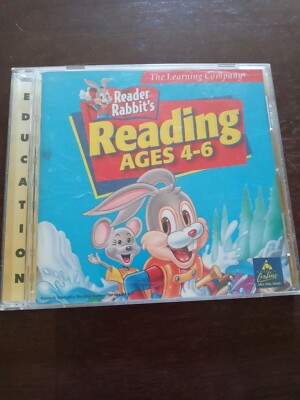 The Learning Company
EDUCATION
Reader
Rabbit's
Reading
AGES 4-6